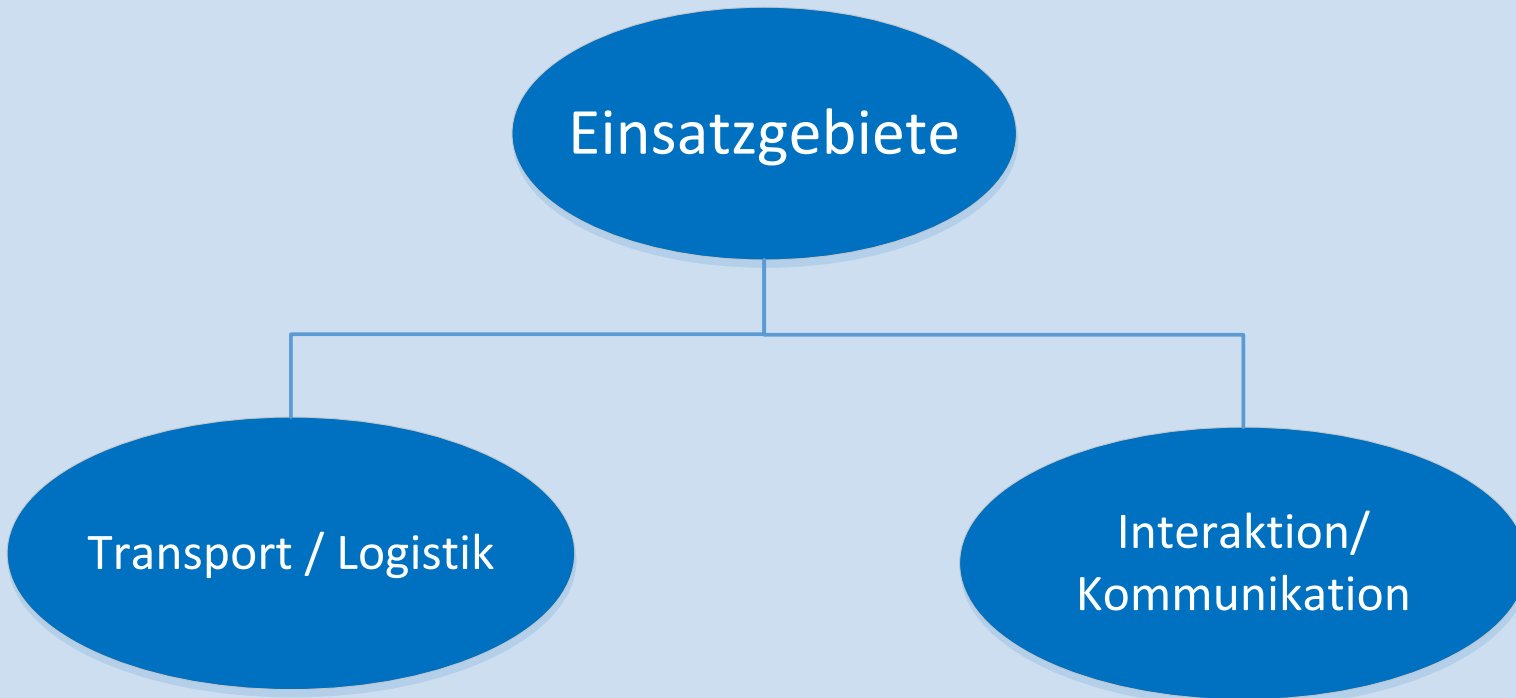 Einsatzgebiete
Transport / Logistik
Interaktion/
Kommunikation